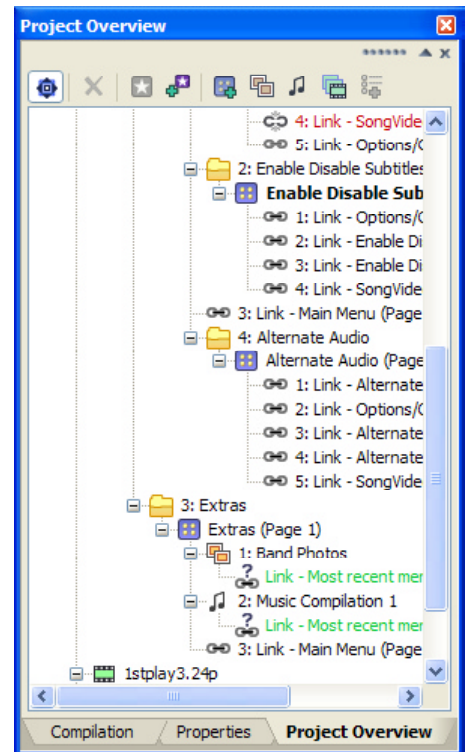 Project Overview
4: Link - SongVide
5: Link - Options/C
2: Enable Disable Subtitles
Enable Disable Sub
1: Link - Options/C
2: Link - Enable Di
3: Link - Enable Di
4: Link - SongVide
3: Link - Main Menu (Page
4: Alternate Audio
Alternate Audio (Page
1: Link - Alternate
2: Link - Options/C
3: Link - Alternate
4: Link - Alternate
5: Link - SongVide
3: Extras
Extras (Page 1)
1: Band Photos
Link - Most recent mer
2: Music Compilation 1
Link - Most recent mer
3: Link - Main Menu (Page
1stplay3.24p
Compilation Properties Project Overview